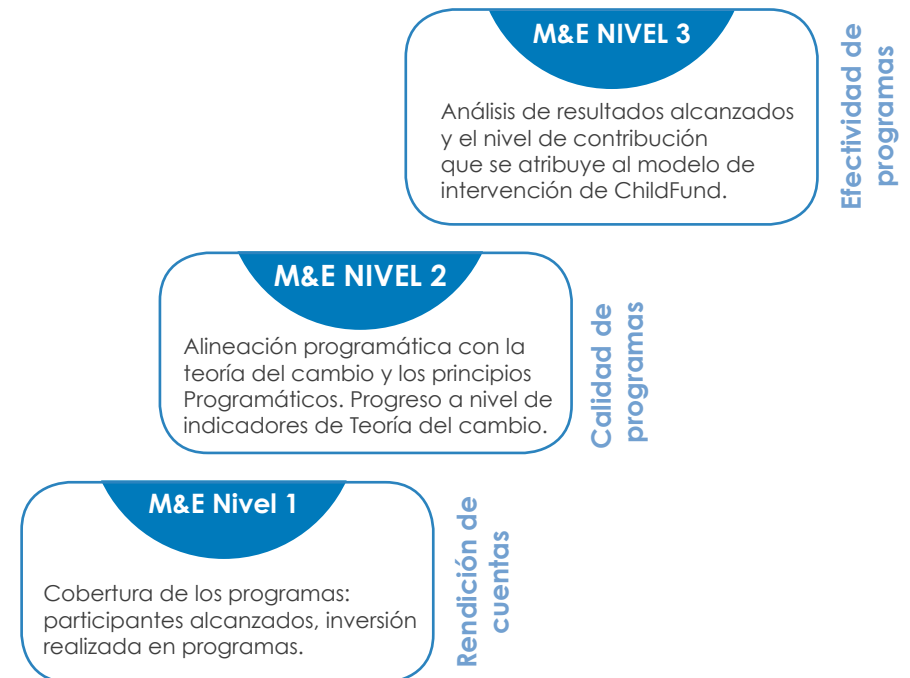 M&E NIVEL 3
Análisis de resultados alcanzados
y el nivel de contribución
que se atribuye al modelo de
intervención de ChildFund.
Efectividad de
programas
M&E NIVEL 2
Alineación programática con la
teoría del cambio y los principios
Programáticos. Progreso a nivel de
indicadores de Teoría del cambio.
Calidad de
programas
M&E Nivel 1
Cobertura de los programas:
participantes alcanzados, inversión
realizada en programas.
Rendición de
cuentas